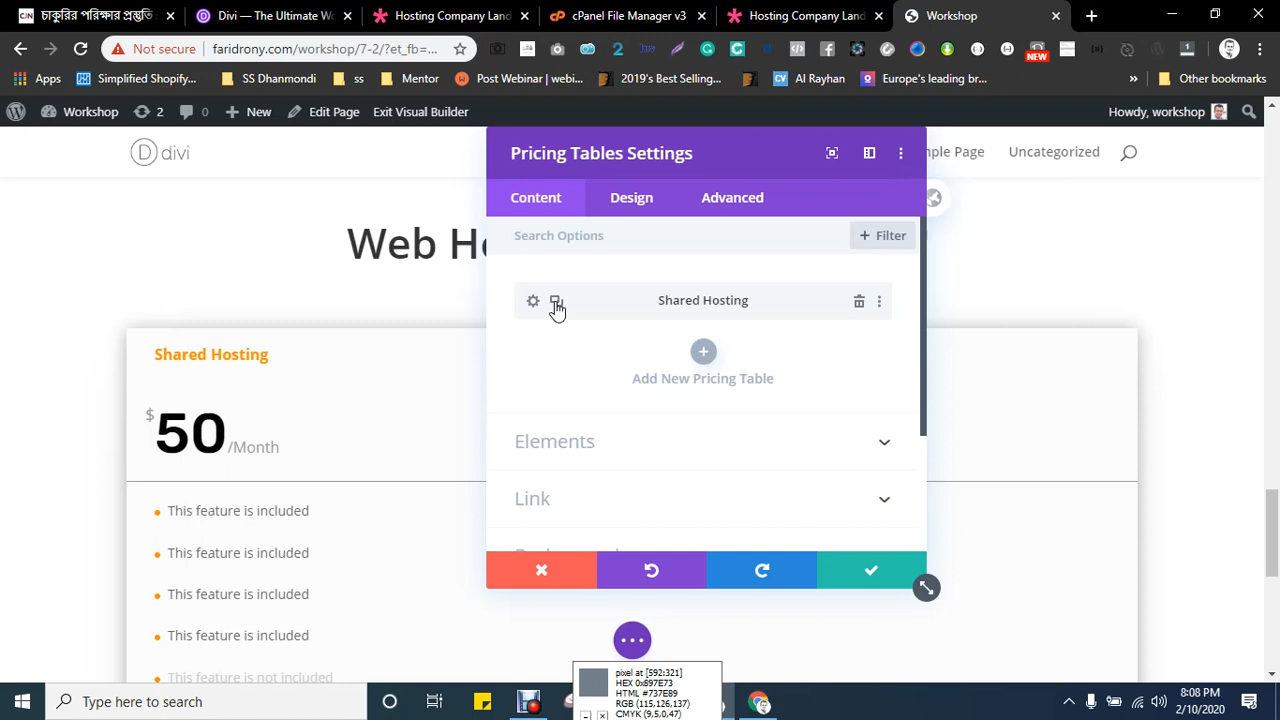 চাকুরির পরিক্ষার প্রস্তুতি
Divi — The Ultimate W
Hosting Company Land
cPanel File Manager v3
Hosting Company Land
Workshop
Not secure
faridrony.com/workshop/7-2/?et_fb=...
NEW
Apps
Simplified Shopify...
SS Dhanmondi
ss
Mentor
Post Webinar | webi...
2019's Best Selling...
CV
Al Rayhan
Europe's leading br...
»
Other bookmarks
Workshop
2
0
New
Edit Page
Exit Visual Builder
Howdy, workshop
divi
Pricing Tables Settings
ple Page
Uncategorized
Content
Design
Advanced
Search Options
+ Filter
Web Ho
Shared Hosting
Add New Pricing Table
Shared Hosting
$
50
/Month
Elements
Link
This feature is included
This feature is included
This feature is included
This feature is included
This feature is not included
pixel at [592:321]
HEX 0x897E73
HTML #737E89
RGB (115,126,137)
CMYK (9,5,0,47)
Type here to search
8:08 PM
2/10/2020